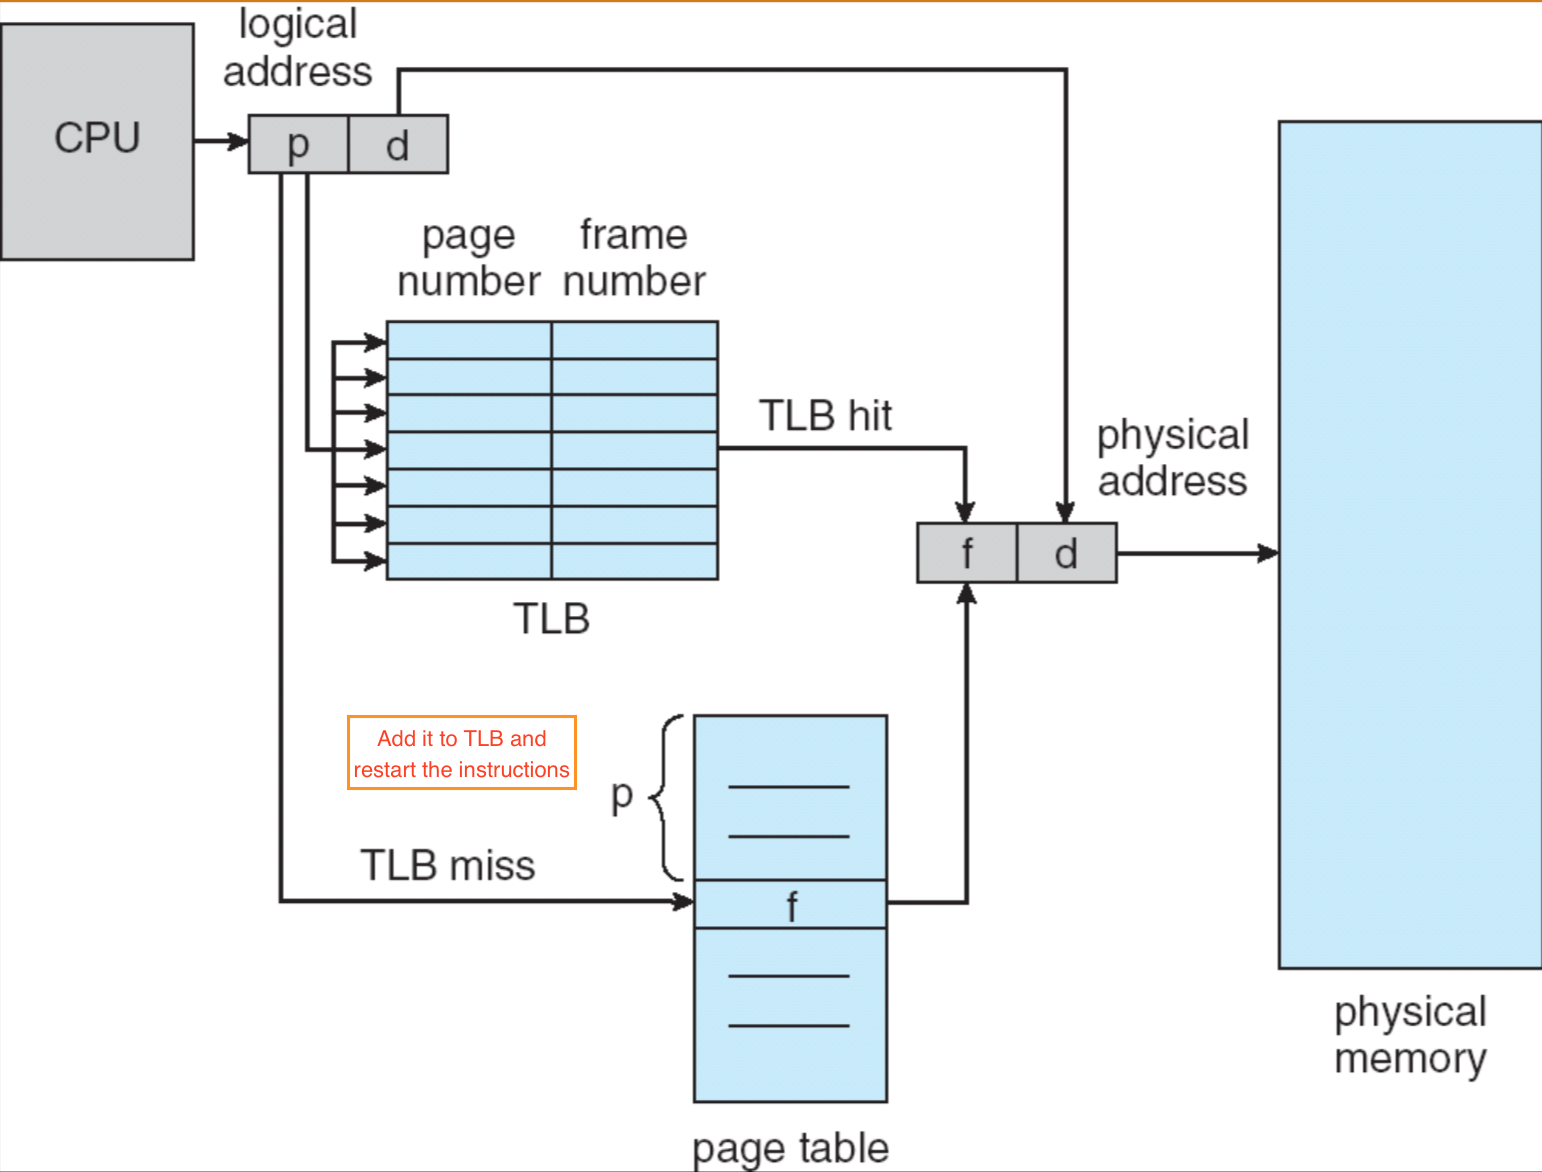 logical
address
CPU
p
d
page
number
frame
number
TLB hit
TLB
physical
address
f
d
Add it to TLB and
restart the instructions
p
TLB miss
f
page table
physical
memory